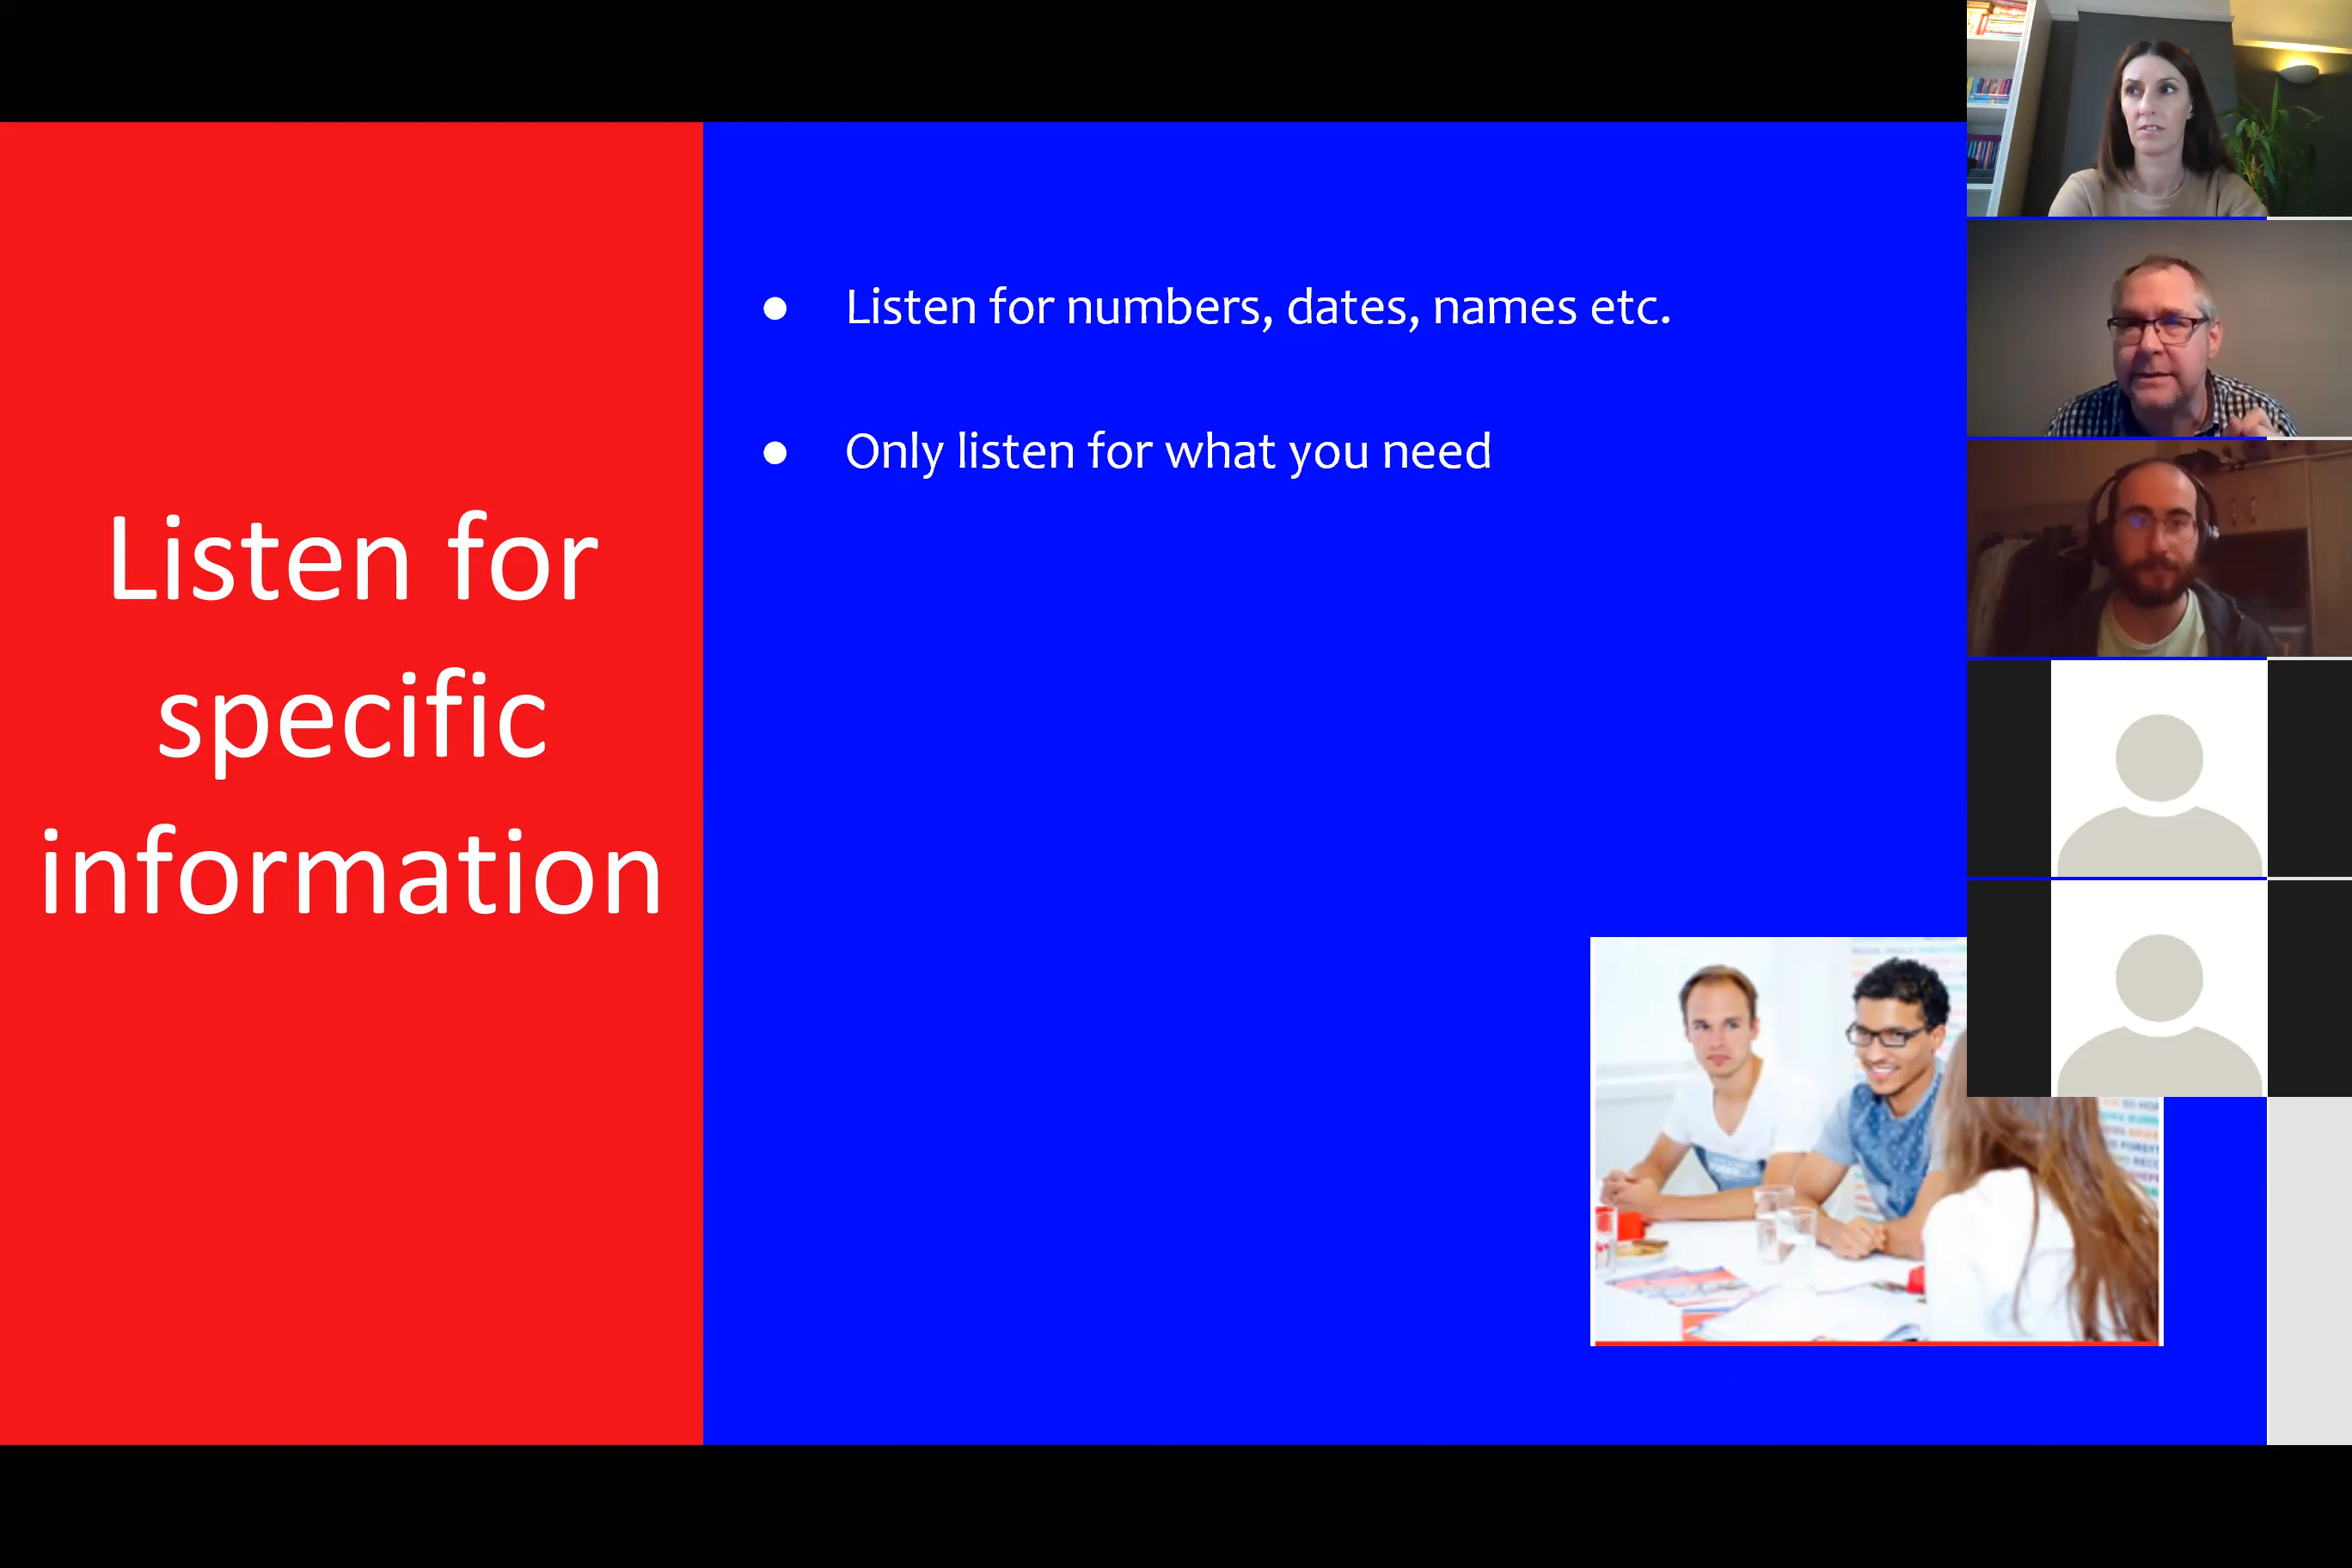 Listen for
specific
information
● Listen for numbers, dates, names etc.
● Only listen for what you need